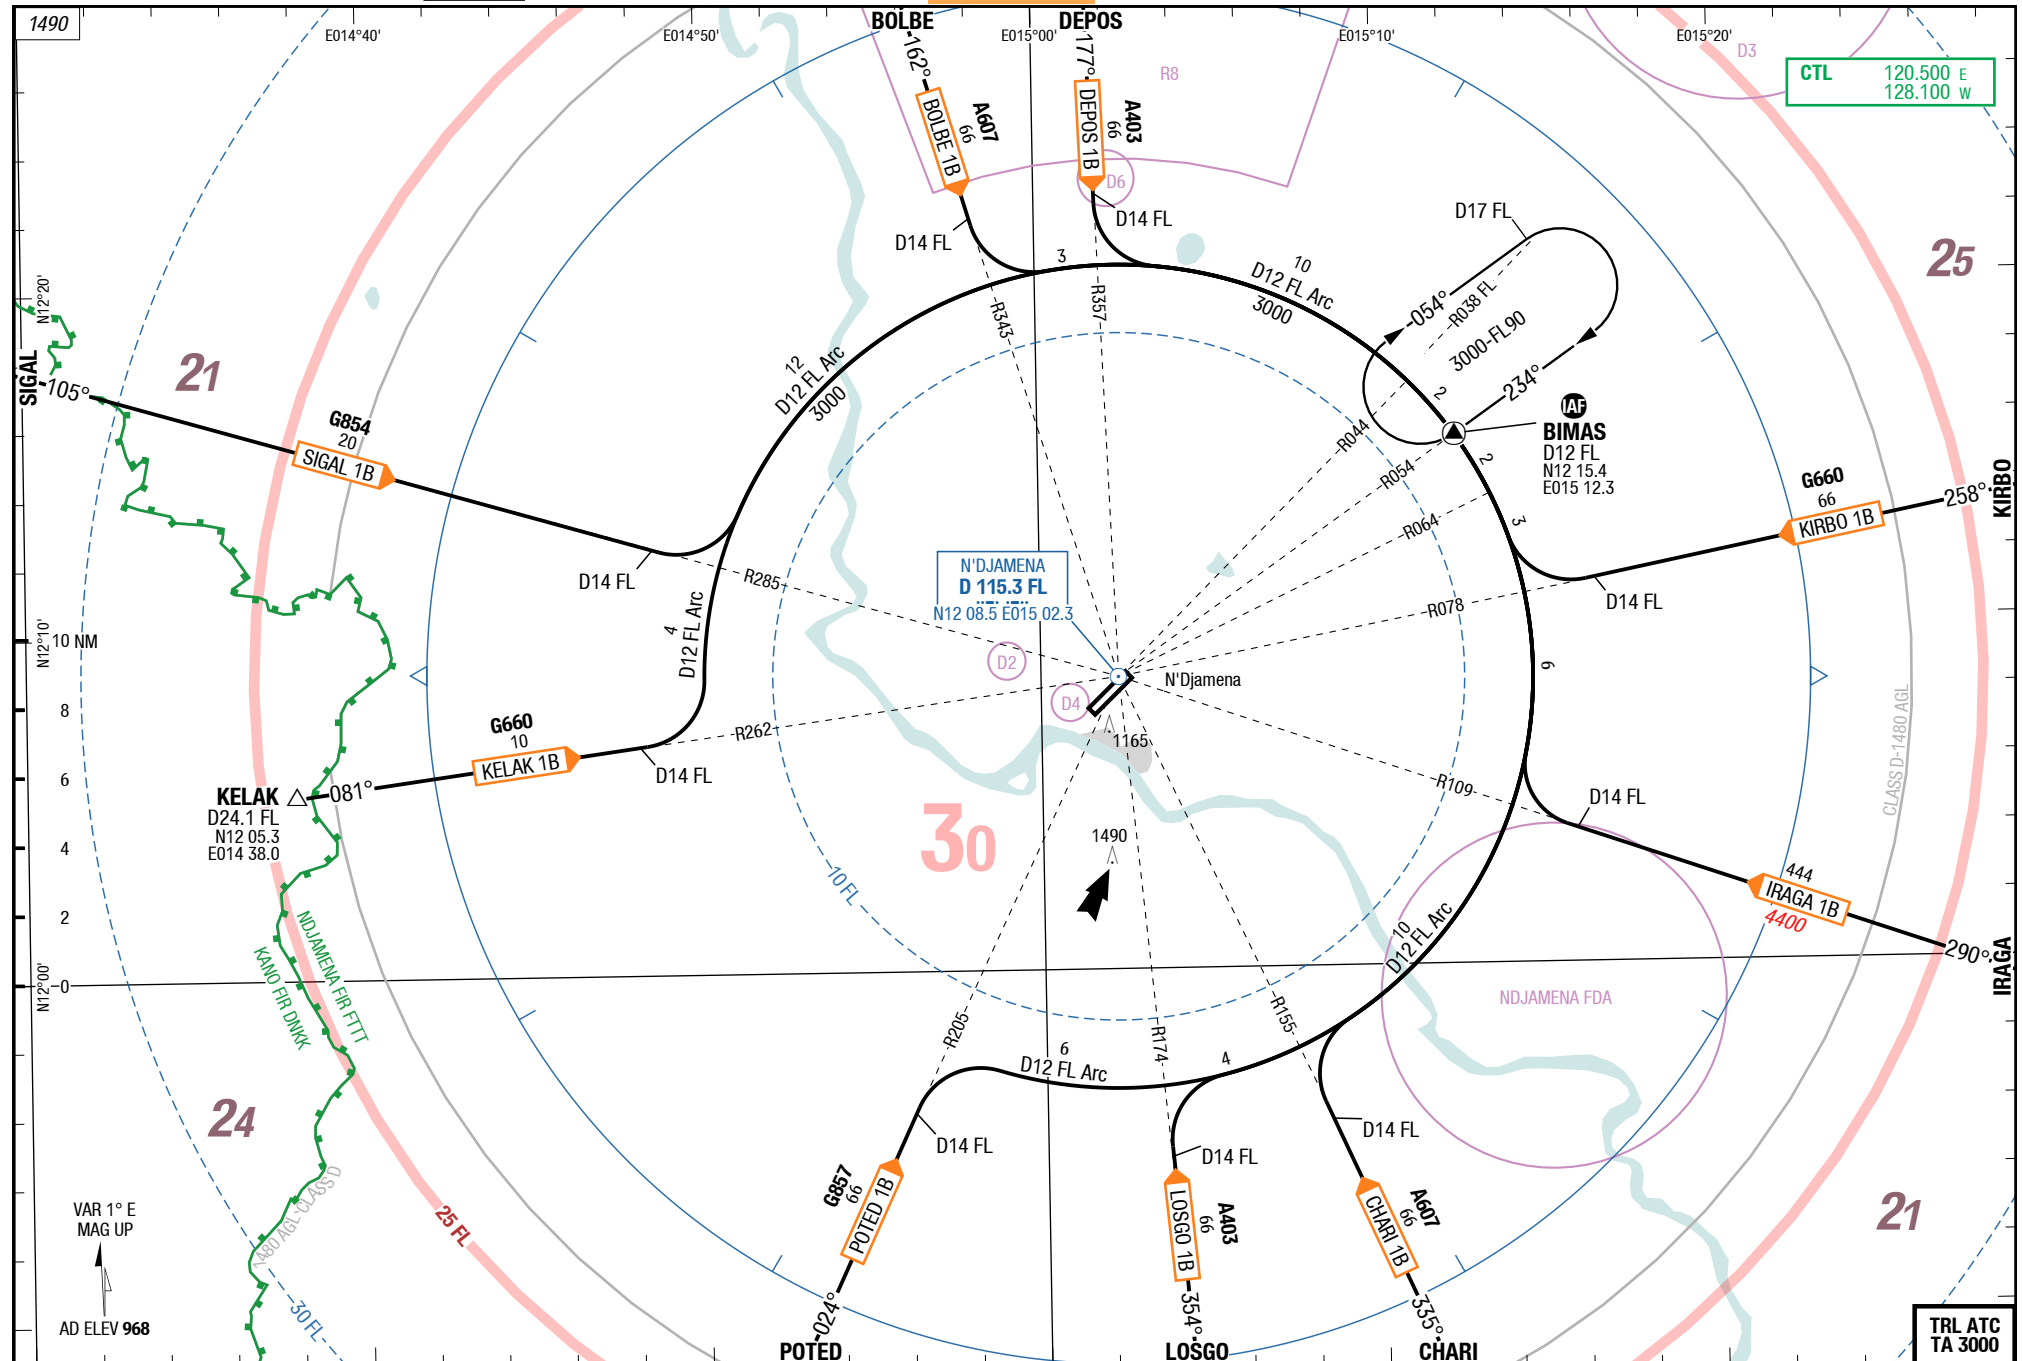 1490
E014°40'
E014°50'
BOLBE
E015°00'
DEPOS
E015°10'
E015°20'
D3
CTL 120.500 E
128.100 W
162°
177°
R8
BOLBE 1B
A607
66
DEPOS 1B
A403
66
D6
D14 FL
D14 FL
D17 FL
25
3
10
D12 FL Arc
3000
054°
R038 FL
3000-FL90
234°
2
N12°20'
SIGAL
105°
21
G854
20
SIGAL 1B
12
D12 FL Arc
3000
R343
R357
R044
R054
R064
IAF
BIMAS
D12 FL
N12 15.4
E015 12.3
2
3
G660
66
KIRBO 1B
258°
KIRBO
D14 FL
D14 FL
R285
R078
N'DJAMENA
D 115.3 FL
N12 08.5 E015 02.3
4
D12 FL Arc
D2
D4
N'Djamena
6
N12°10'
10 NM
8
6
4
2
0
N12°00'
G660
10
KELAK 1B
R262
D14 FL
1165
R109
D14 FL
CLASS D-1480 AGL
KELAK
081°
D24.1 FL
N12 05.3
E014 38.0
30
1490
10 FL
444
IRAGA 1B
4400
290°
IRAGA
10
D12 FL Arc
NDJAMENA FDA
NDJAMENA FIR FTTT
KANO FIR DNKK
R205
R174
R155
6
D12 FL Arc
4
24
D14 FL
D14 FL
D14 FL
G857
66
POTED 1B
LOSGO 1B
A403
66
CHARI 1B
A607
66
21
1480 AGL-CLASS D
25 FL
30 FL
VAR 1° E
MAG UP
AD ELEV 968
024°
354°
335°
POTED
LOSGO
CHARI
TRL ATC
TA 3000